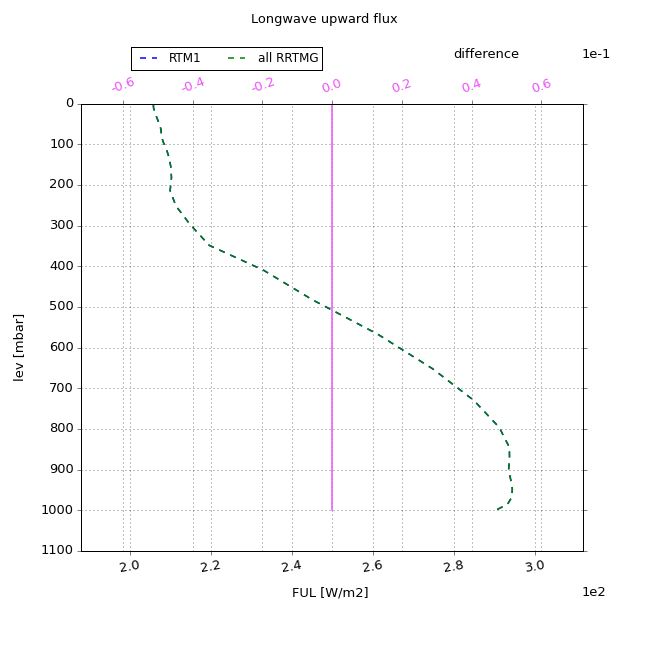 Longwave upward flux
RTM1 all RRTMG difference 1e-1
-0.6 -0.4 -0.2 0.0 0.2 0.4 0.6
0
100
200
300
400
500
600
700
800
900
1000
1100
lev [mbar]
2.0 2.2 2.4 2.6 2.8 3.0
FUL [W/m2] 1e2